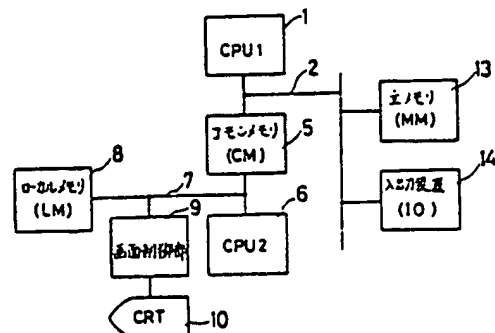 1
CPU1
2
主メモリ
(MM)
13
コモンメモリ
(CM)
5
8
ローカルメモリ
(LM)
7
9
6
入出力装置
(IO)
14
画面制御部
CPU2
CRT
10